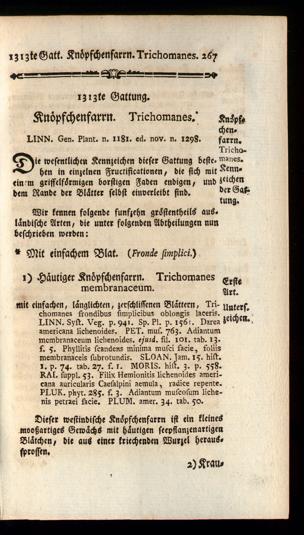 1313te Gatt. Knöpfchenfarrn. Trichomanes. 267
1313te Gattung.
Knöpfchenfarrn. Trichomanes.
LINN. Gen. Plant. n. 1181. ed. nov. n. 1298.
Knöpf-
chen-
farrn.
Tricho-
manes.
Kenn-
zeichen
der Gat-
tung.
Die wesentlichen Kennzeichen dieser Gattung beste-
hen in einzelnen Fructificationen, die sich mit
einem griffelförmigen borstigen Faden endigen, und
dem Rande der Blätter selbst einverleibt sind.
Wir kennen folgende funfzehn größtentheils aus-
ländische Arten, die unter folgenden Abtheilungen nun
beschrieben werden:
* Mit einfachem Blat. (Fronde simplici.)
1) Häutiger Knöpfchenfarrn. Trichomanes
membranaceum.
Erste
Art.
Untersch-
zeichen.
mit einfachen, länglichten, zerschlissenen Blättern, Tri-
chomanes frondibus simplicibus oblongis laceris.
LINN. Syst. Veg. p. 941. Sp. Pl. p. 1561. Darea
americana lichenoides. PET. mus. 763. Adiantum
membranaceum lichenoides. ejusd. fil. 101. tab. 13.
f. 5. Phyllitis scandens minima musci facie, foliis
membranaceis subrotundis. SLOAN. Jam. 15. hist.
1. p. 74. tab. 27. f. 1. MORIS. hist. 3. p. 558.
RAI. suppl. 53. Filix Hemionitis lichenoides ameri-
cana auricularis Caesalpini aemula, radice repente.
PLUK. phyt. 285. f. 3. Adiantum muscosum liche-
nis petraei facie. PLUM. amer. 34. tab. 50.
Dieser westindische Knöpfchenfarrn ist ein kleines
moosartiges Gewächs mit häutigen seepflanzenartigen
Blätchen, die aus einer kriechenden Wurzel heraus-
sprossen.
2) Krau-